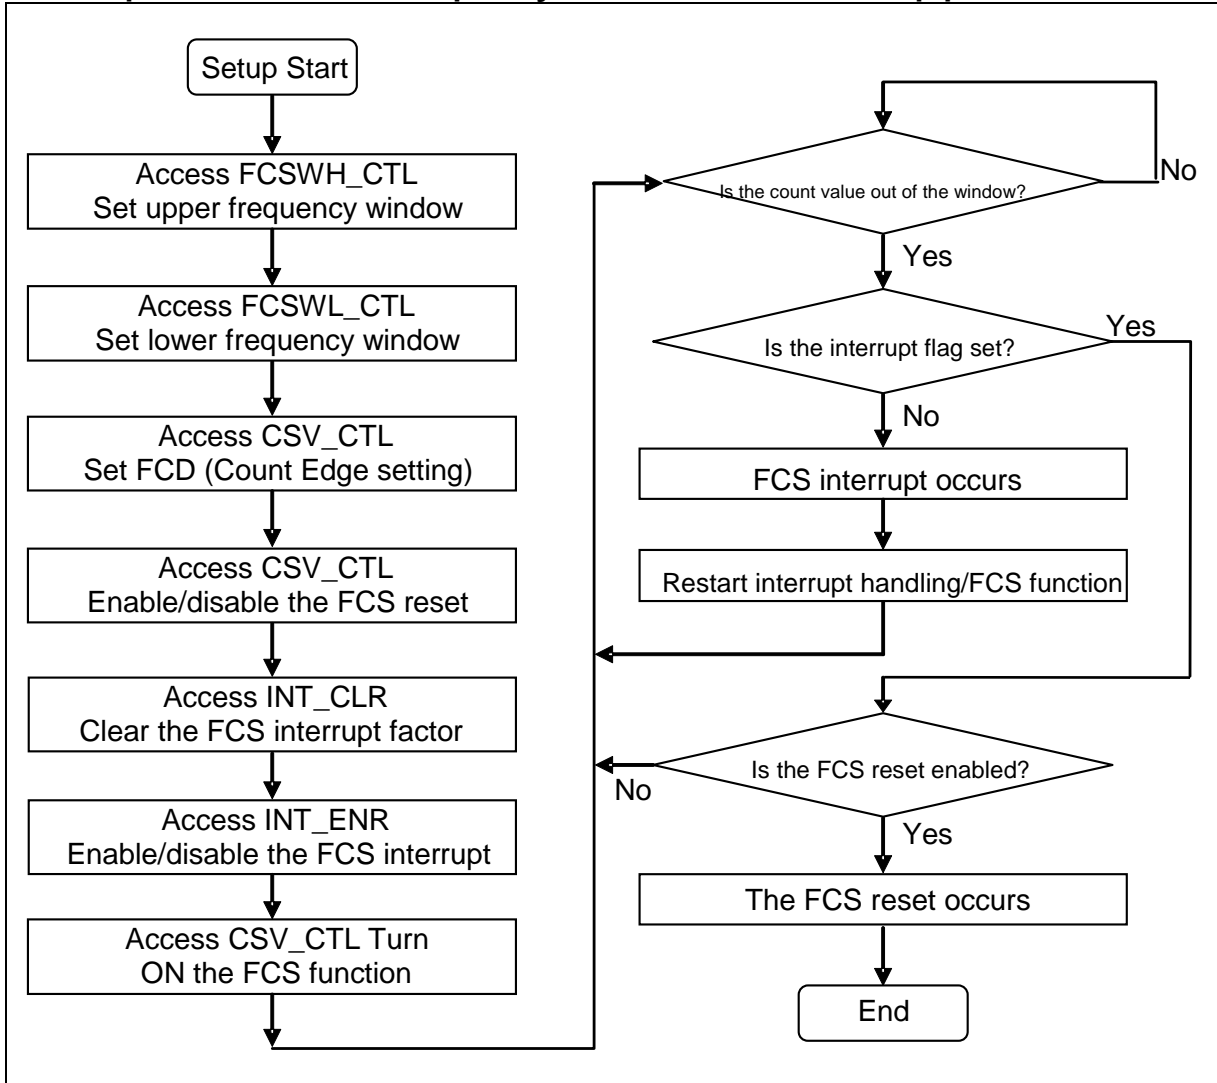 Setup Start
Access FCSWH_CTL
Set upper frequency window
Access FCSWL_CTL
Set lower frequency window
Access CSV_CTL
Set FCD (Count Edge setting)
Access CSV_CTL
Enable/disable the FCS reset
Access INT_CLR
Clear the FCS interrupt factor
Access INT_ENR
Enable/disable the FCS interrupt
Access CSV_CTL Turn
ON the FCS function
Is the count value out of the window?
No
Yes
Is the interrupt flag set?
Yes
No
FCS interrupt occurs
Restart interrupt handling/FCS function
Is the FCS reset enabled?
No
Yes
The FCS reset occurs
End